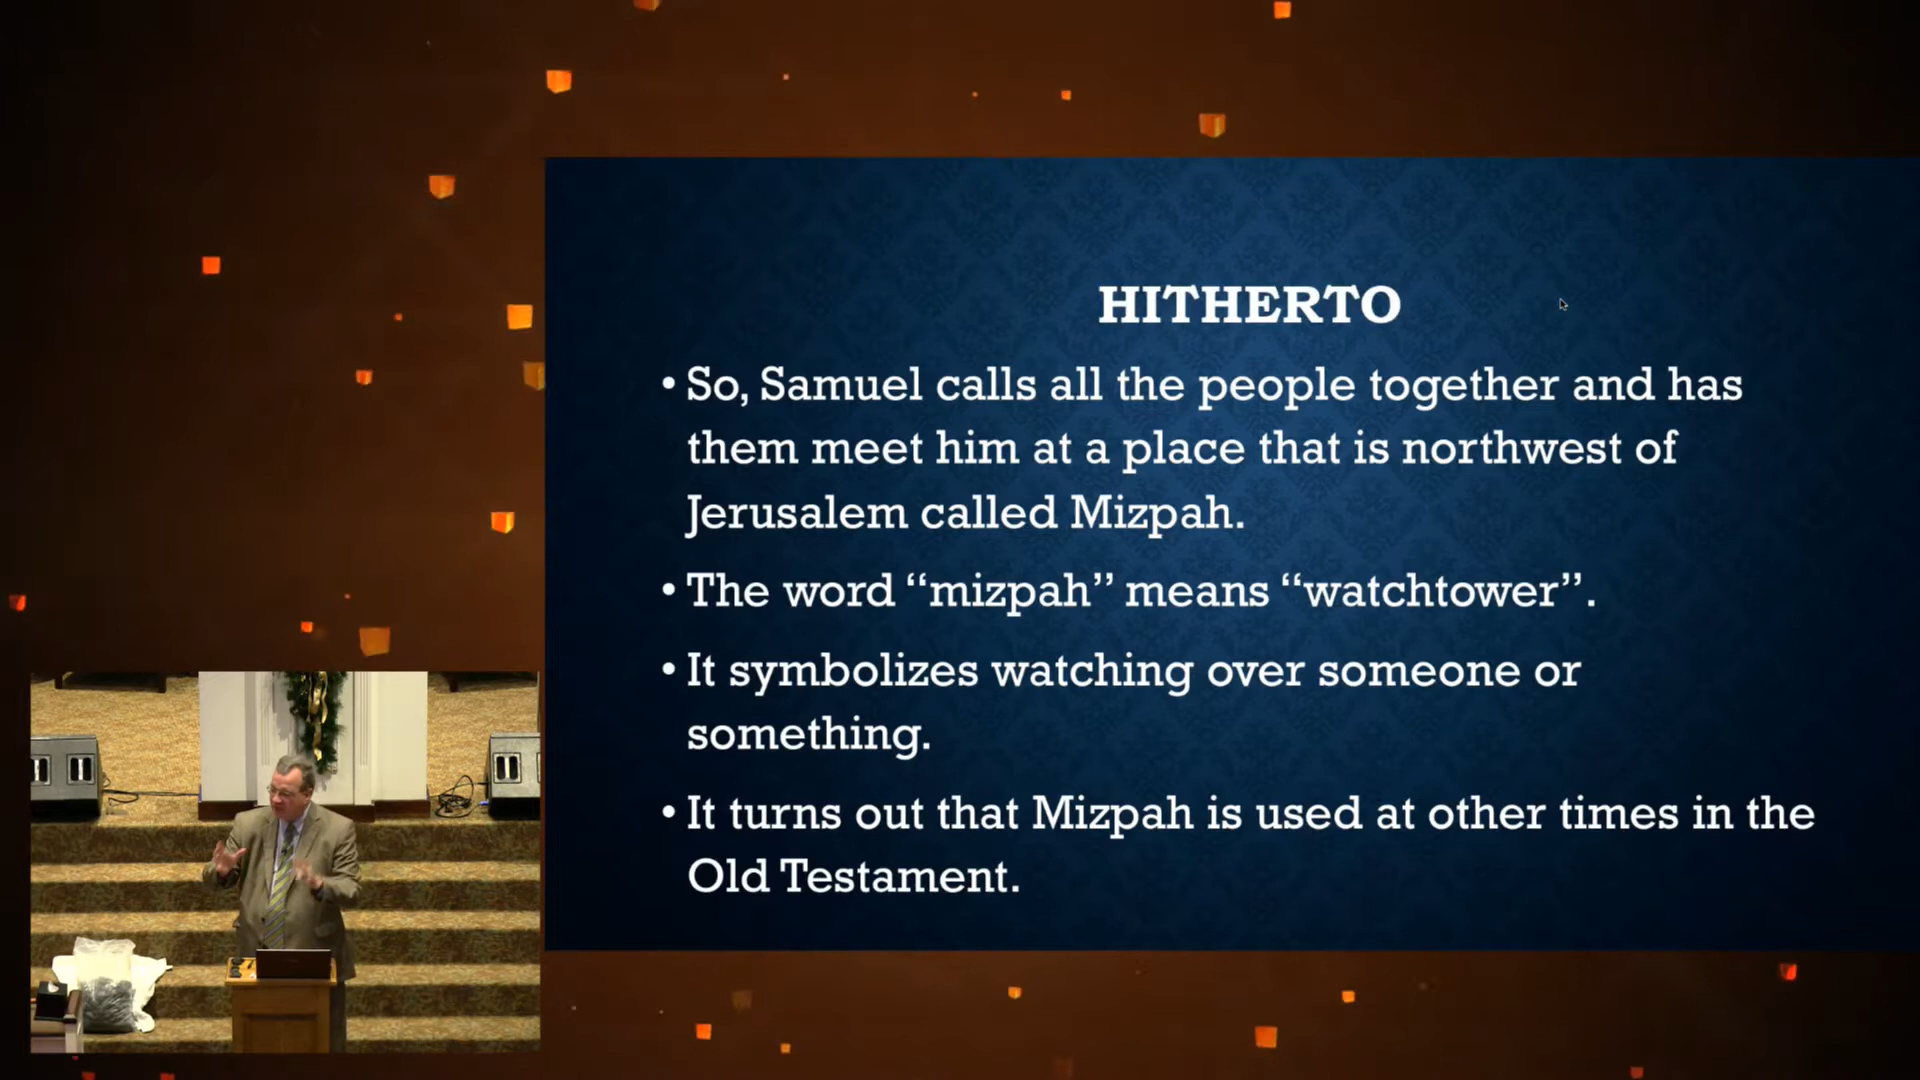 HITHERTO
• So, Samuel calls all the people together and has
them meet him at a place that is northwest of
Jerusalem called Mizpah.
• The word “mizpah” means “watchtower”.
• It symbolizes watching over someone or
something.
• It turns out that Mizpah is used at other times in the
Old Testament.